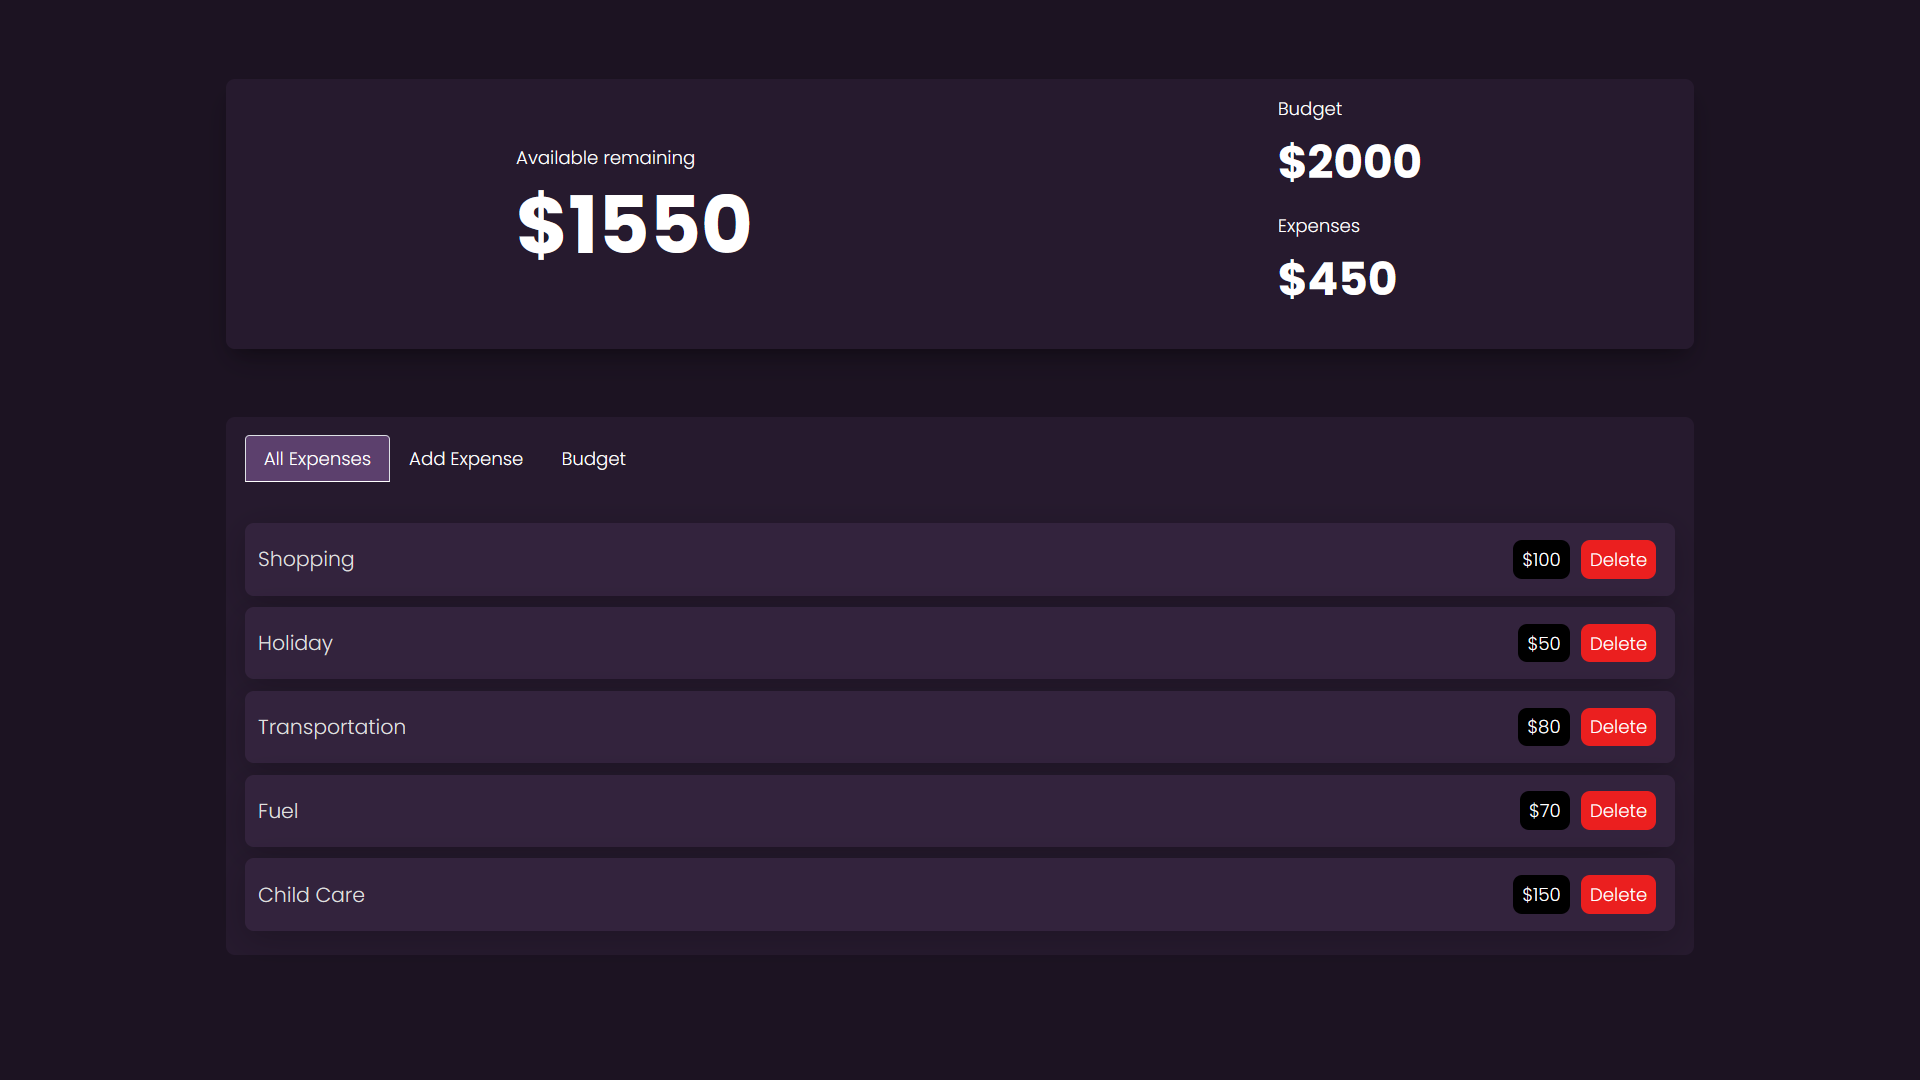 Available remaining
$1550
Budget
$2000
Expenses
$450
All Expenses Add Expense Budget
Shopping $100 Delete
Holiday $50 Delete
Transportation $80 Delete
Fuel $70 Delete
Child Care $150 Delete